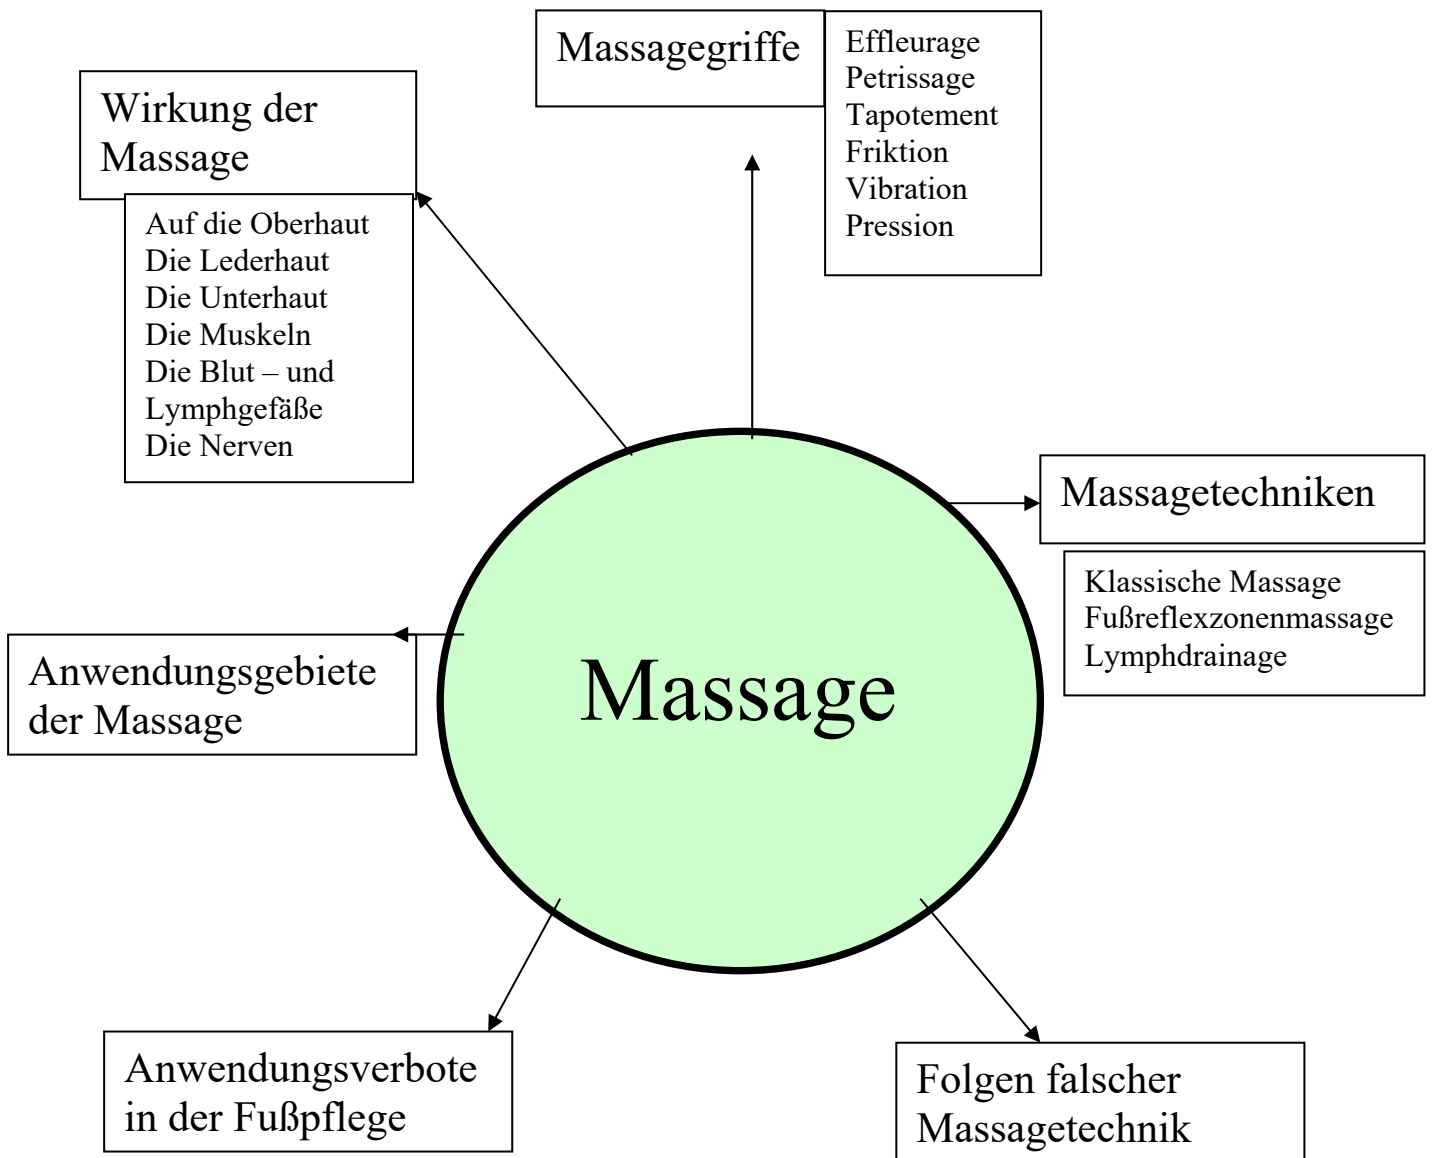 Massagegriffe
Effleurage
Petrissage
Tapotement
Friktion
Vibration
Pression
Wirkung der
Massage
Auf die Oberhaut
Die Lederhaut
Die Unterhaut
Die Muskeln
Die Blut – und
Lymphgefäße
Die Nerven
Massagetechniken
Klassische Massage
Fußreflexzonenmassage
Lymphdrainage
Anwendungsgebiete
der Massage
Massage
Anwendungsverbote
in der Fußpflege
Folgen falscher
Massagetechnik